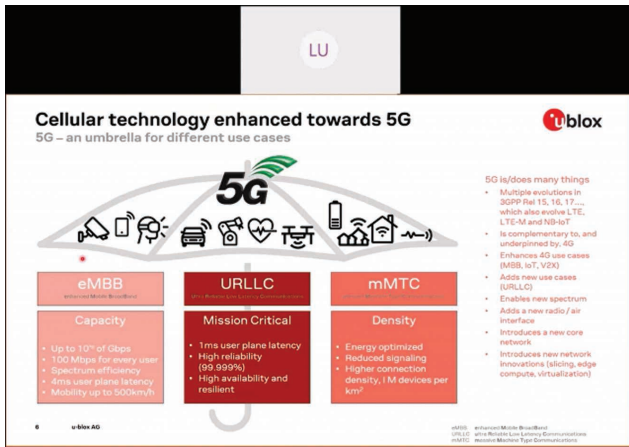 LU
Cellular technology enhanced towards 5G
5G – an umbrella for different use cases
ublox
5G
eMBB
enhanced Mobile BroadBand
Capacity
• Up to 10'ˢ of Gbps
• 100 Mbps for every user
• Spectrum efficiency
• 4ms user plane latency
• Mobility up to 500km/h
URLLC
Ultra Reliable Low Latency Communications
Mission Critical
• 1ms user plane latency
• High reliability
(99.999%)
• High availability and
resilient
mMTC
Density
• Energy optimized
• Reduced signaling
• Higher connection
density, 1 M devices per
km²
5G is/does many things
• Multiple evolutions in
3GPP Rel 15, 16, 17....,
which also evolve LTE,
LTE-M and NB-IoT
• Is complementary to, and
underpinned by, 4G
• Enhances 4G use cases
(MBB, IoT, V2X)
• Adds new use cases
(URLLC)
• Enables new spectrum
• Adds a new radio / air
interface
• Introduces a new core
network
• Introduces new network
innovations (slicing, edge
compute, virtualization)
6 u-blox AG
eMBB enhanced Mobile BroadBand
URLLC ultra Reliable Low Latency Communications
mMTC massive Machine Type Communications